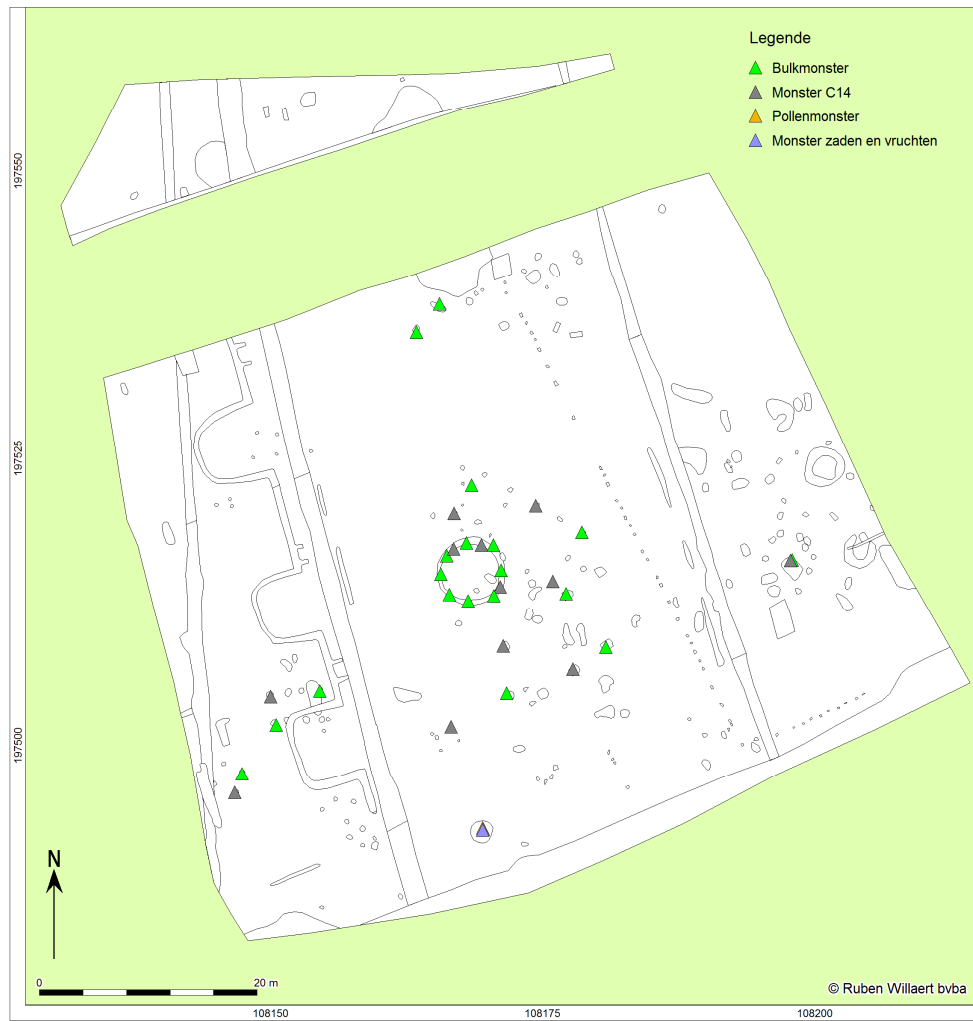 Legende
Bulkmonster
Monster C14
Pollenmonster
Monster zaden en vruchten
197550
197525
197500
N
0 20 m
© Ruben Willaert bvba
108150 108175 108200